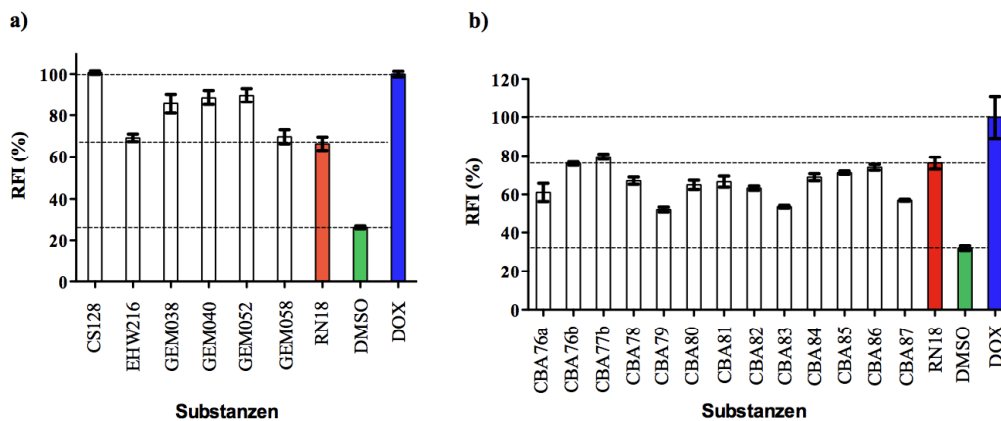 a)
RFI (%)
100
80
60
40
20
0
CS128
EHW216
GEM038
GEM040
GEM052
GEM058
RN18
DMSO
DOX
Substanzen
b)
RFI (%)
120
100
80
60
40
20
0
CBA76a
CBA76b
CBA77b
CBA78
CBA79
CBA80
CBA81
CBA82
CBA83
CBA84
CBA85
CBA86
CBA87
RN18
DMSO
DOX
Substanzen